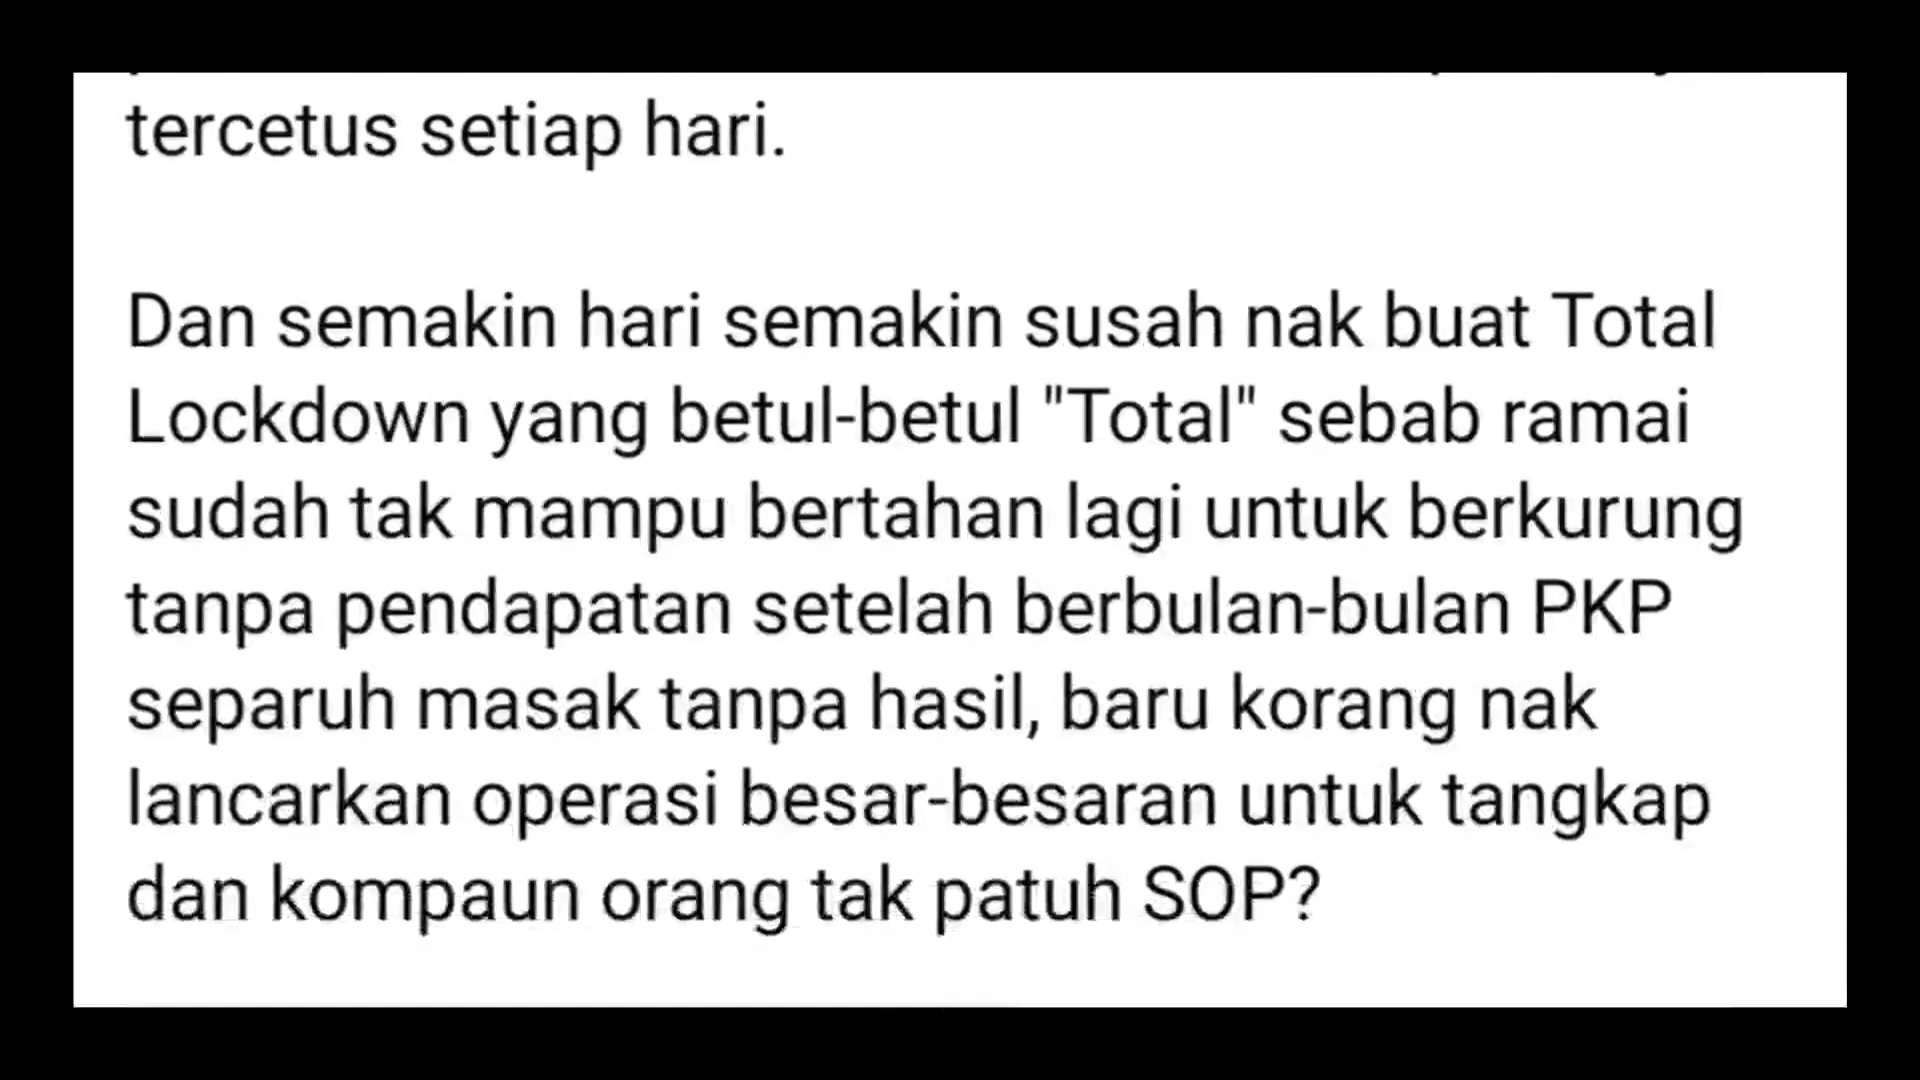 tercetus setiap hari.
Dan semakin hari semakin susah nak buat Total
Lockdown yang betul-betul "Total" sebab ramai
sudah tak mampu bertahan lagi untuk berkurung
tanpa pendapatan setelah berbulan-bulan PKP
separuh masak tanpa hasil, baru korang nak
lancarkan operasi besar-besaran untuk tangkap
dan kompaun orang tak patuh SOP?